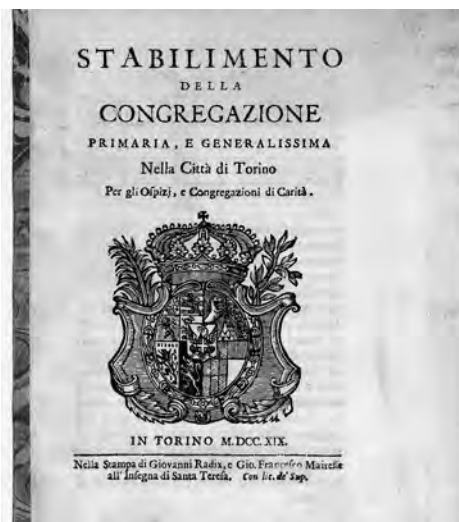 STABILIMENTO
DELLA
CONGREGAZIONE
PRIMARIA, E GENERALISSIMA
Nella Città di Torino
Per gli Oſpizj, e Congregazioni di Carità.
IN TORINO M.DCC.XIX.
Nella Stampa di Giovanni Radix, e Gio. Franceſco Maireſſe
all' Inſegna di Santa Tereſa. Con lic. de' Sup.